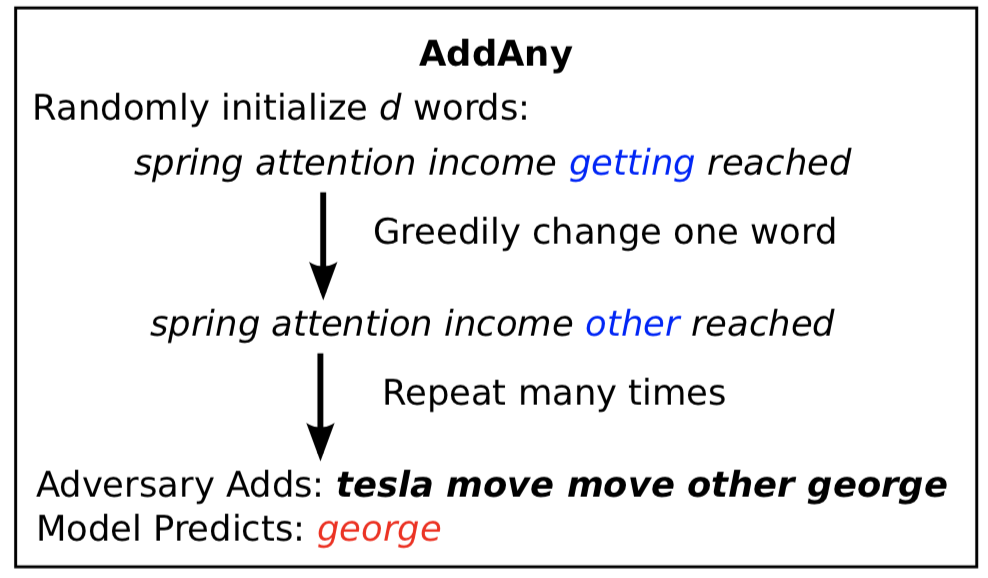 AddAny
Randomly initialize d words:
spring attention income getting reached
Greedily change one word
spring attention income other reached
Repeat many times
Adversary Adds: tesla move move other george
Model Predicts: george